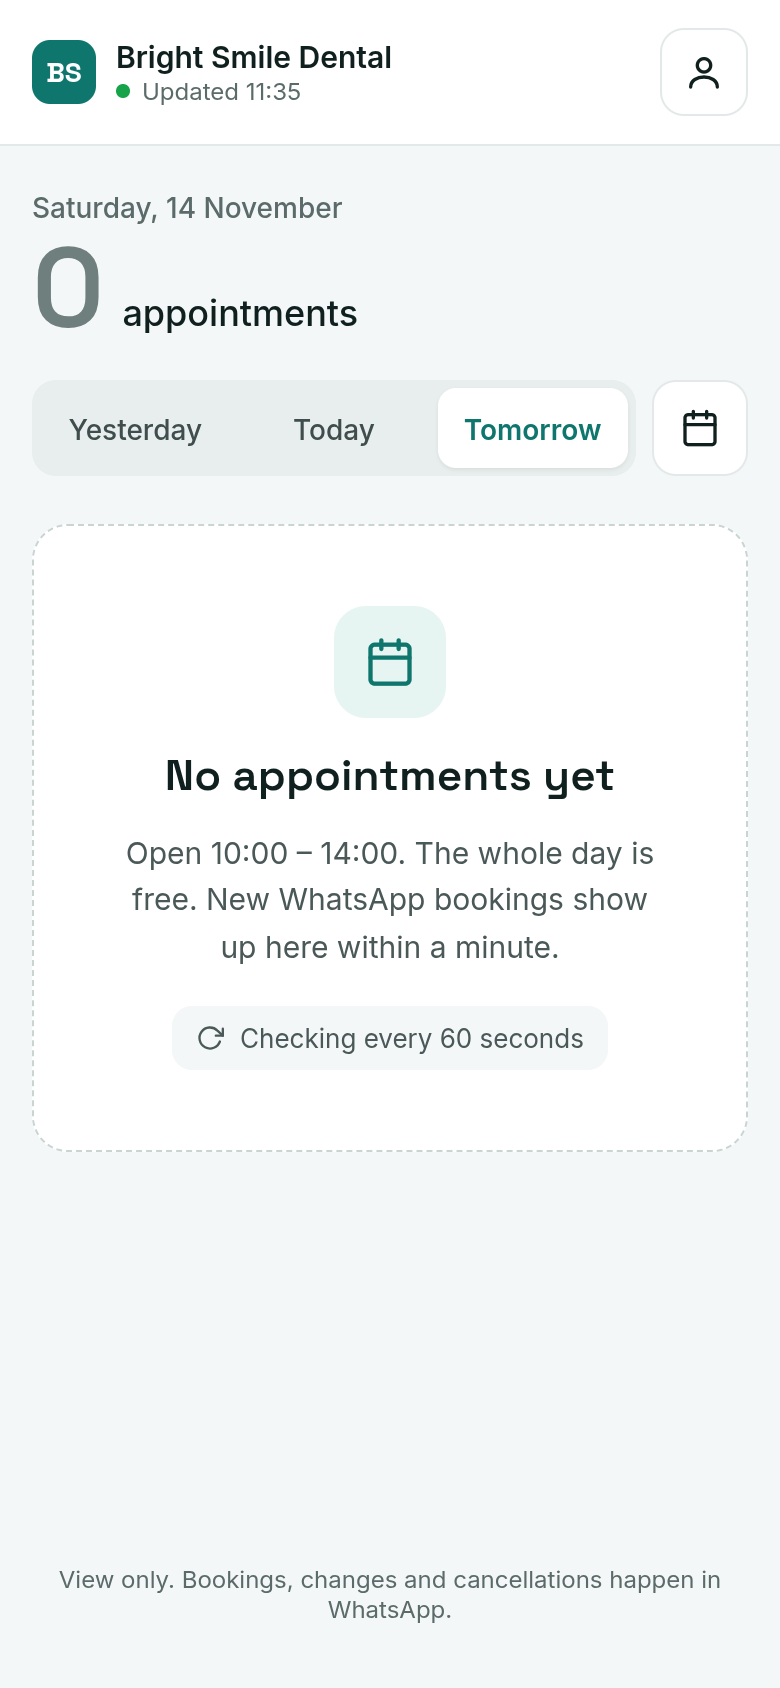 BS
Bright Smile Dental
Updated 11:35
Saturday, 14 November
0 appointments
Yesterday
Today
Tomorrow
No appointments yet
Open 10:00 – 14:00. The whole day is
free. New WhatsApp bookings show
up here within a minute.
Checking every 60 seconds
View only. Bookings, changes and cancellations happen in
WhatsApp.